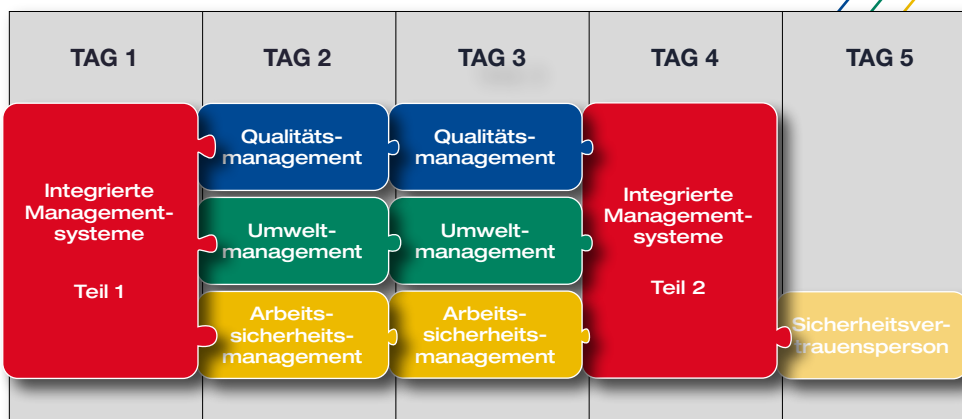 TAG 1
TAG 2
TAG 3
TAG 4
TAG 5
Integrierte
Management-
systeme
Teil 1
Qualitäts-
management
Qualitäts-
management
Umwelt-
management
Umwelt-
management
Arbeits-
sicherheits-
management
Arbeits-
sicherheits-
management
Integrierte
Management-
systeme
Teil 2
Sicherheitsver-
trauensperson